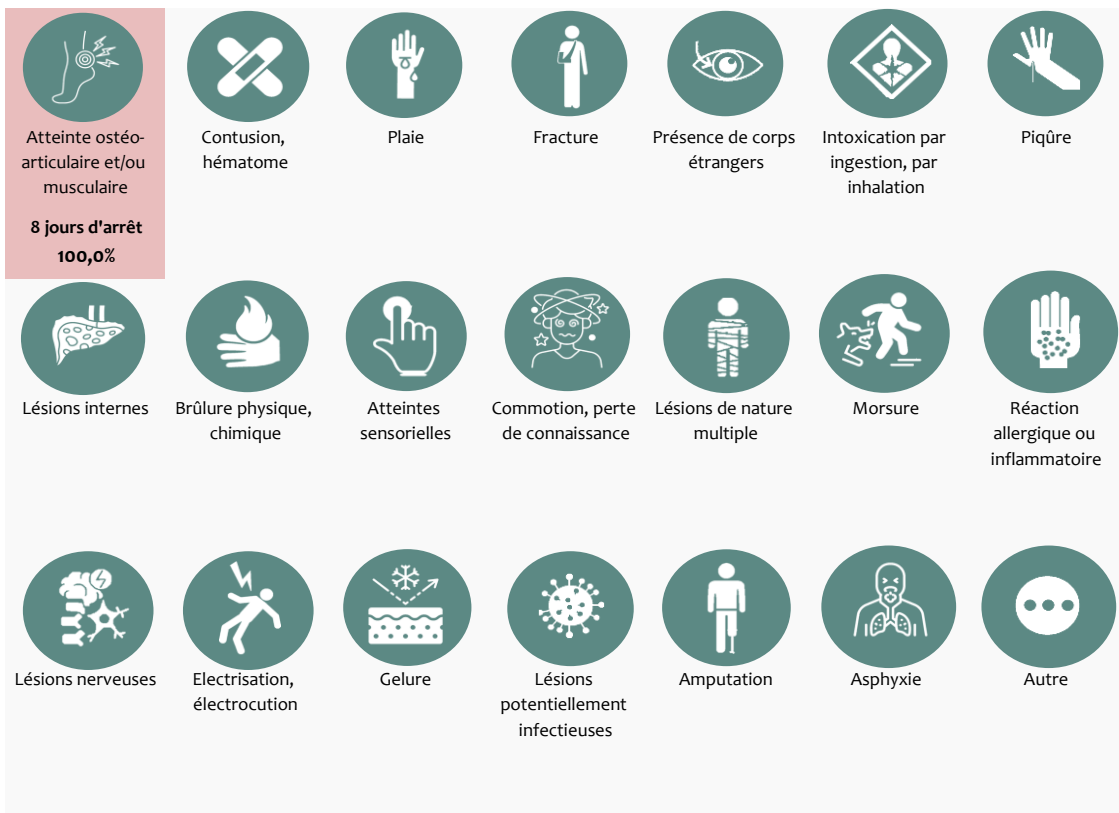 Atteinte ostéo-
articulaire et/ou
musculaire
8 jours d'arrêt
100,0%
Contusion,
hématome
Plaie
Fracture
Présence de corps
étrangers
Intoxication par
ingestion, par
inhalation
Piqûre
Lésions internes
Brûlure physique,
chimique
Atteintes
sensorielles
Commotion, perte
de connaissance
Lésions de nature
multiple
Morsure
Réaction
allergique ou
inflammatoire
Lésions nerveuses
Electrisation,
électrocution
Gelure
Lésions
potentiellement
infectieuses
Amputation
Asphyxie
Autre